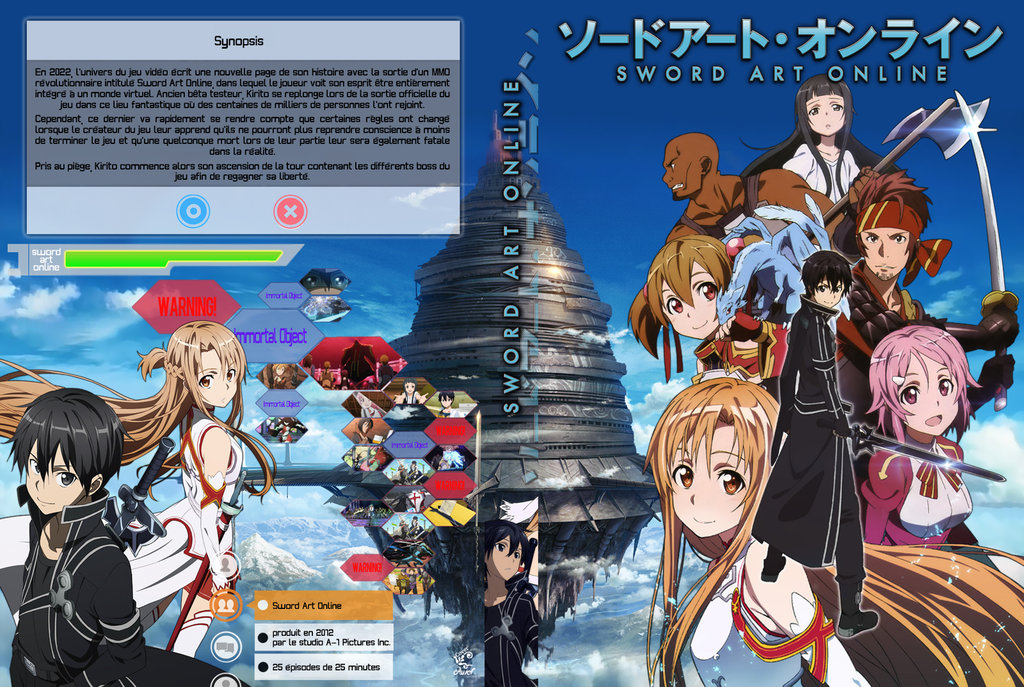 Synopsis
En 2022, l'univers du jeu vidéo écrit une nouvelle page de son histoire avec la sortie d'un MMO
révolutionnaire intitulé Sword Art Online, dans lequel le joueur voit son esprit être entièrement
intégré à un monde virtuel. Ancien bêta testeur, Kirito se replonge lors de la sortie officielle du
jeu dans ce lieu fantastique où des centaines de milliers de personnes l'ont rejoint.
Cependant, ce dernier va rapidement se rendre compte que certaines règles ont changé
lorsque le créateur du jeu leur apprend qu'ils ne pourront plus reprendre conscience à moins
de terminer le jeu et qu'une quelconque mort lors de leur partie leur sera également fatale
dans la réalité.
Pris au piège, Kirito commence alors son ascension de la tour contenant les différents boss du
jeu afin de regagner sa liberté.
sword
art
online
WARNING!
Immortal Object
Immortal Object
Immortal Object
WARNING!
Immortal Object
WARNING!
WARNING!
Sword Art Online
produit en 2012
par le studio A-1 Pictures Inc.
25 épisodes de 25 minutes
SWORD ART ONLINE
ソードアート・オンライン
SWORD ART ONLINE